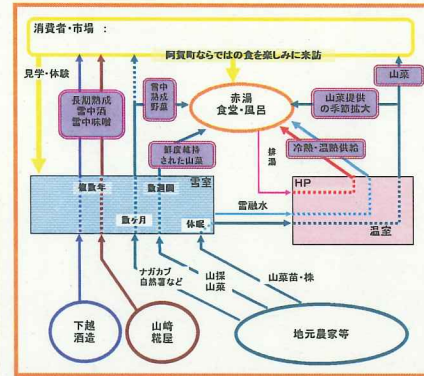 消費者・市場 :
阿賀町ならではの食を楽しみに来訪
見学・体験
長期熟成
雪中酒
雪中味噌
雪中
熟成
野菜
赤湯
食堂・風呂
山菜提供
の季節拡大
山菜
鮮度維持
された山菜
排湯
冷熱・温熱供給
複数年
数週間
雪室
HP
数ヶ月
休眠
雪融水
温室
ナガカブ
自然薯など
山採
山菜
山菜苗・株
下越
酒造
山崎
糀屋
地元農家等